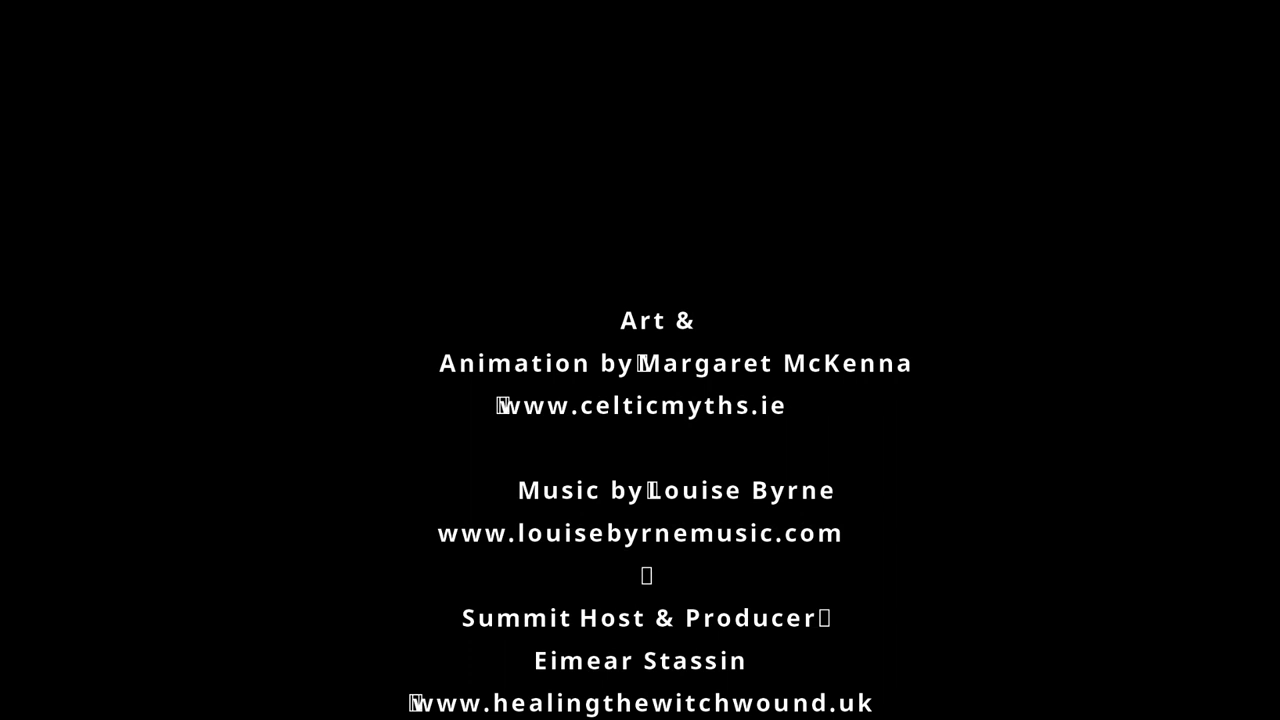 Art &
Animation by Margaret McKenna
www.celticmyths.ie
Music by Louise Byrne
www.louisebyrnemusic.com
Summit Host & Producer
Eimear Stassin
www.healingthewitchwound.uk